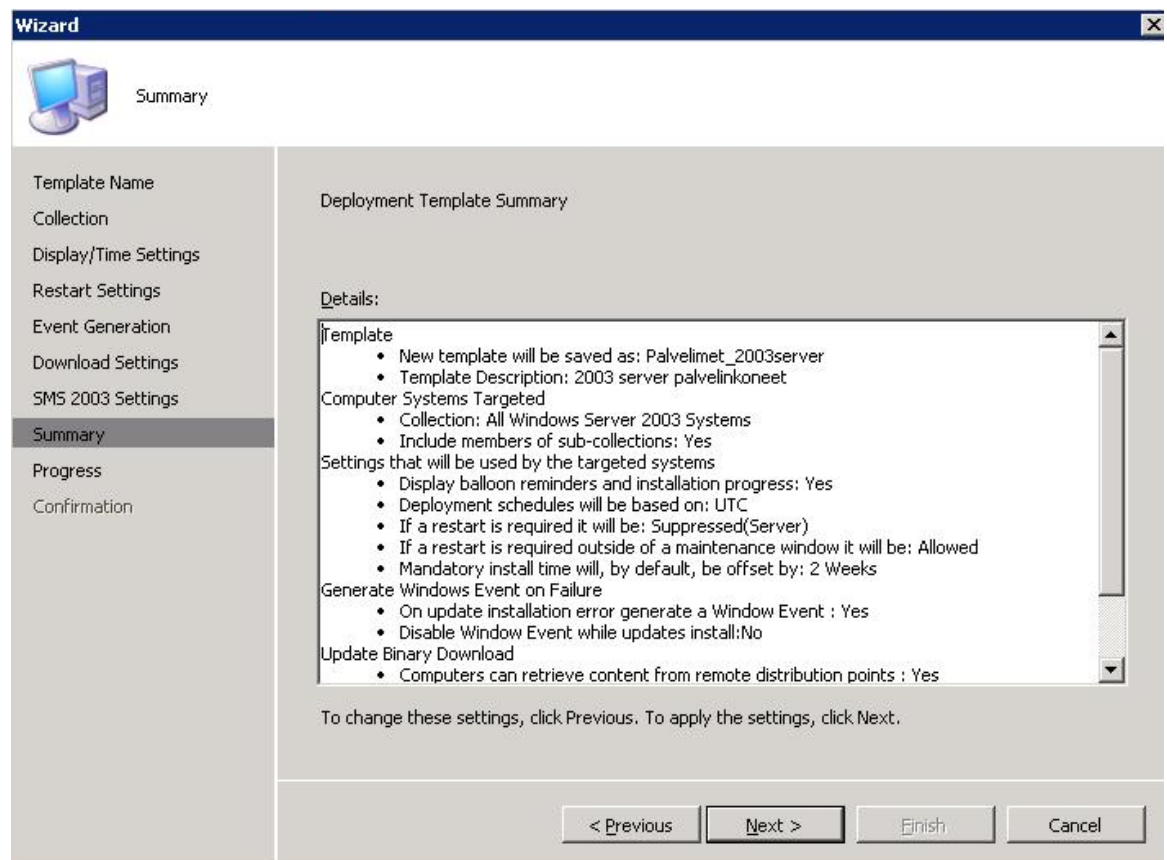 Wizard
Summary
Template Name
Collection
Display/Time Settings
Restart Settings
Event Generation
Download Settings
SMS 2003 Settings
Summary
Progress
Confirmation
Deployment Template Summary
Details:
Template
• New template will be saved as: Palvelimet_2003server
• Template Description: 2003 server palvelinkoneet
Computer Systems Targeted
• Collection: All Windows Server 2003 Systems
• Include members of sub-collections: Yes
Settings that will be used by the targeted systems
• Display balloon reminders and installation progress: Yes
• Deployment schedules will be based on: UTC
• If a restart is required it will be: Suppressed(Server)
• If a restart is required outside of a maintenance window it will be: Allowed
• Mandatory install time will, by default, be offset by: 2 Weeks
Generate Windows Event on Failure
• On update installation error generate a Window Event : Yes
• Disable Window Event while updates install:No
Update Binary Download
• Computers can retrieve content from remote distribution points : Yes
To change these settings, click Previous. To apply the settings, click Next.
< Previous
Next >
Finish
Cancel